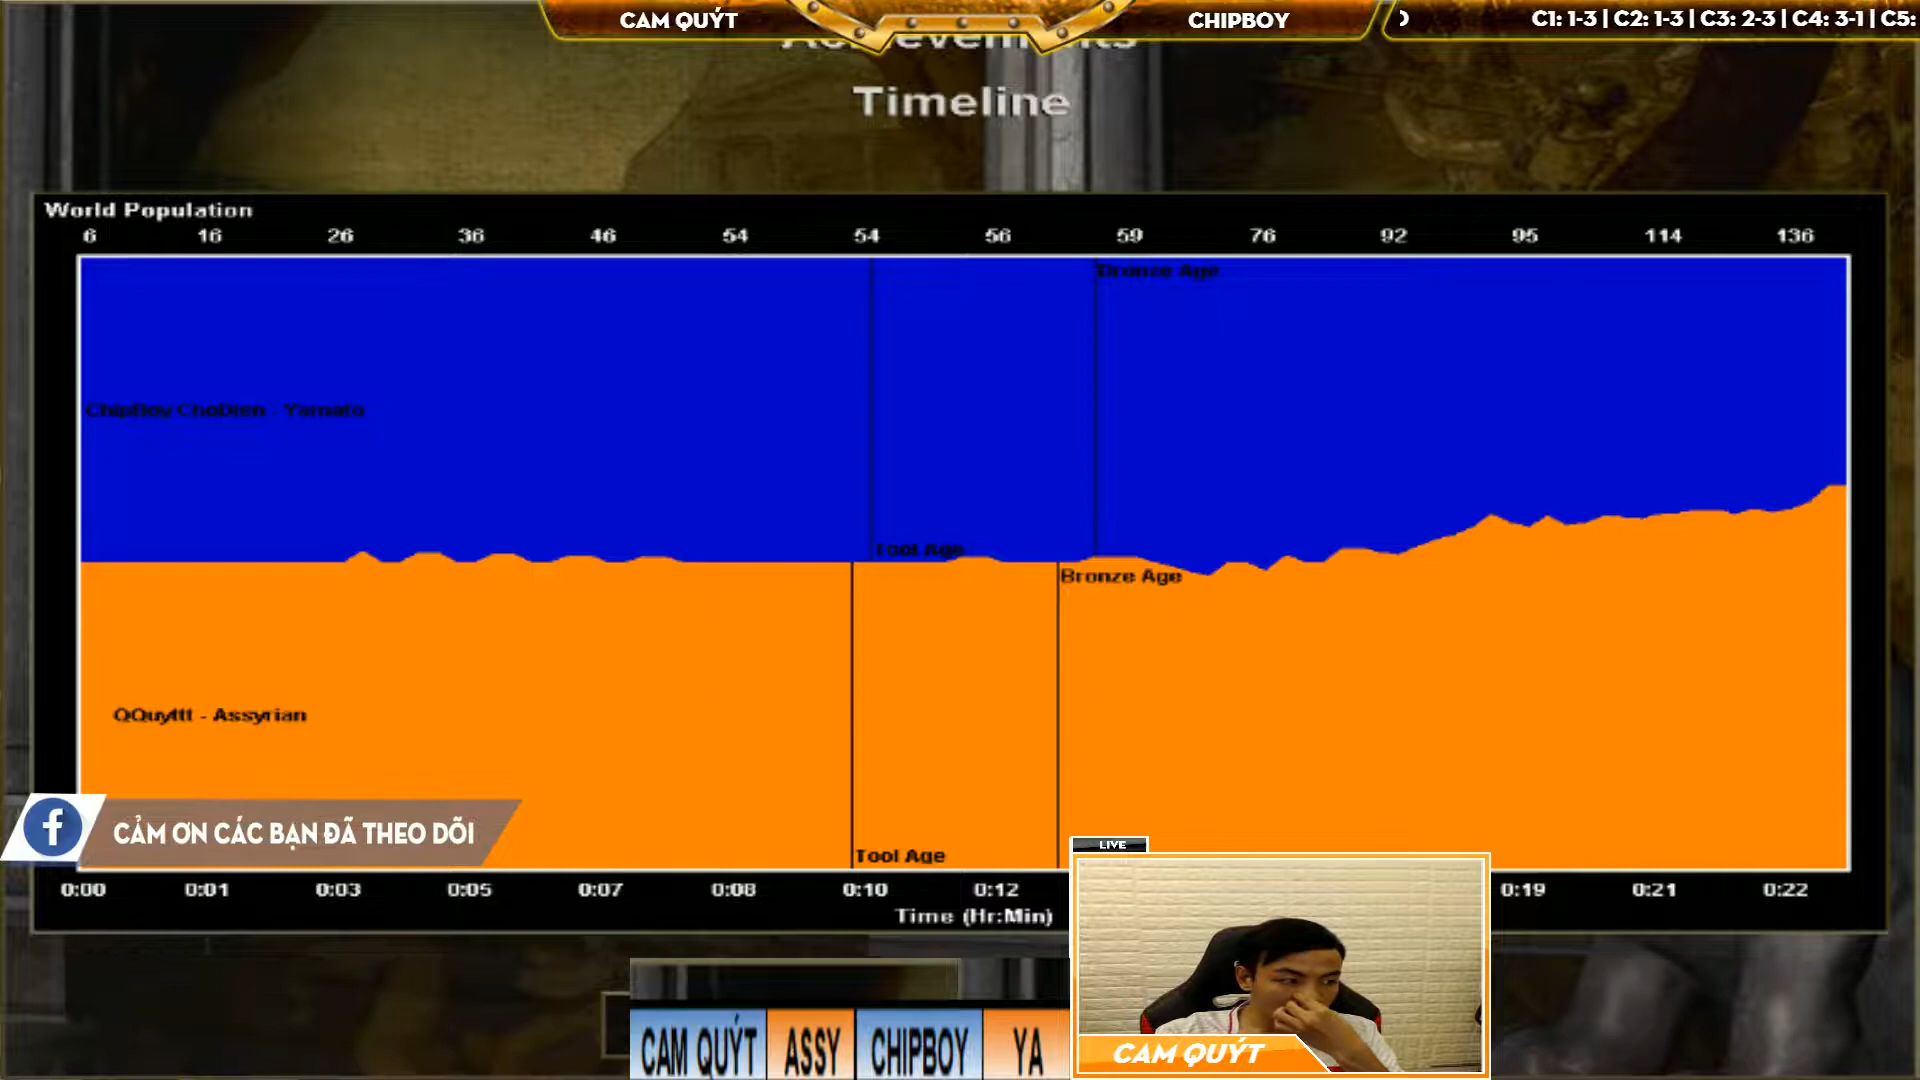 CAM QUÝT
CHIPBOY
C1: 1-3 | C2: 1-3 | C3: 2-3 | C4: 3-1 | C5:
Achievements
Timeline
World Population
6 16 26 36 46 54 54 56 59 76 92 95 114 136
Bronze Age
ChipBoy ChoDien - Yamato
Tool Age
Bronze Age
QQuyttt - Assyrian
CẢM ƠN CÁC BẠN ĐÃ THEO DÕI
Tool Age
LIVE
0:00 0:01 0:03 0:05 0:07 0:08 0:10 0:12 0:19 0:21 0:22
Time (Hr:Min)
CAM QUÝT ASSY CHIPBOY YA
CAM QUÝT